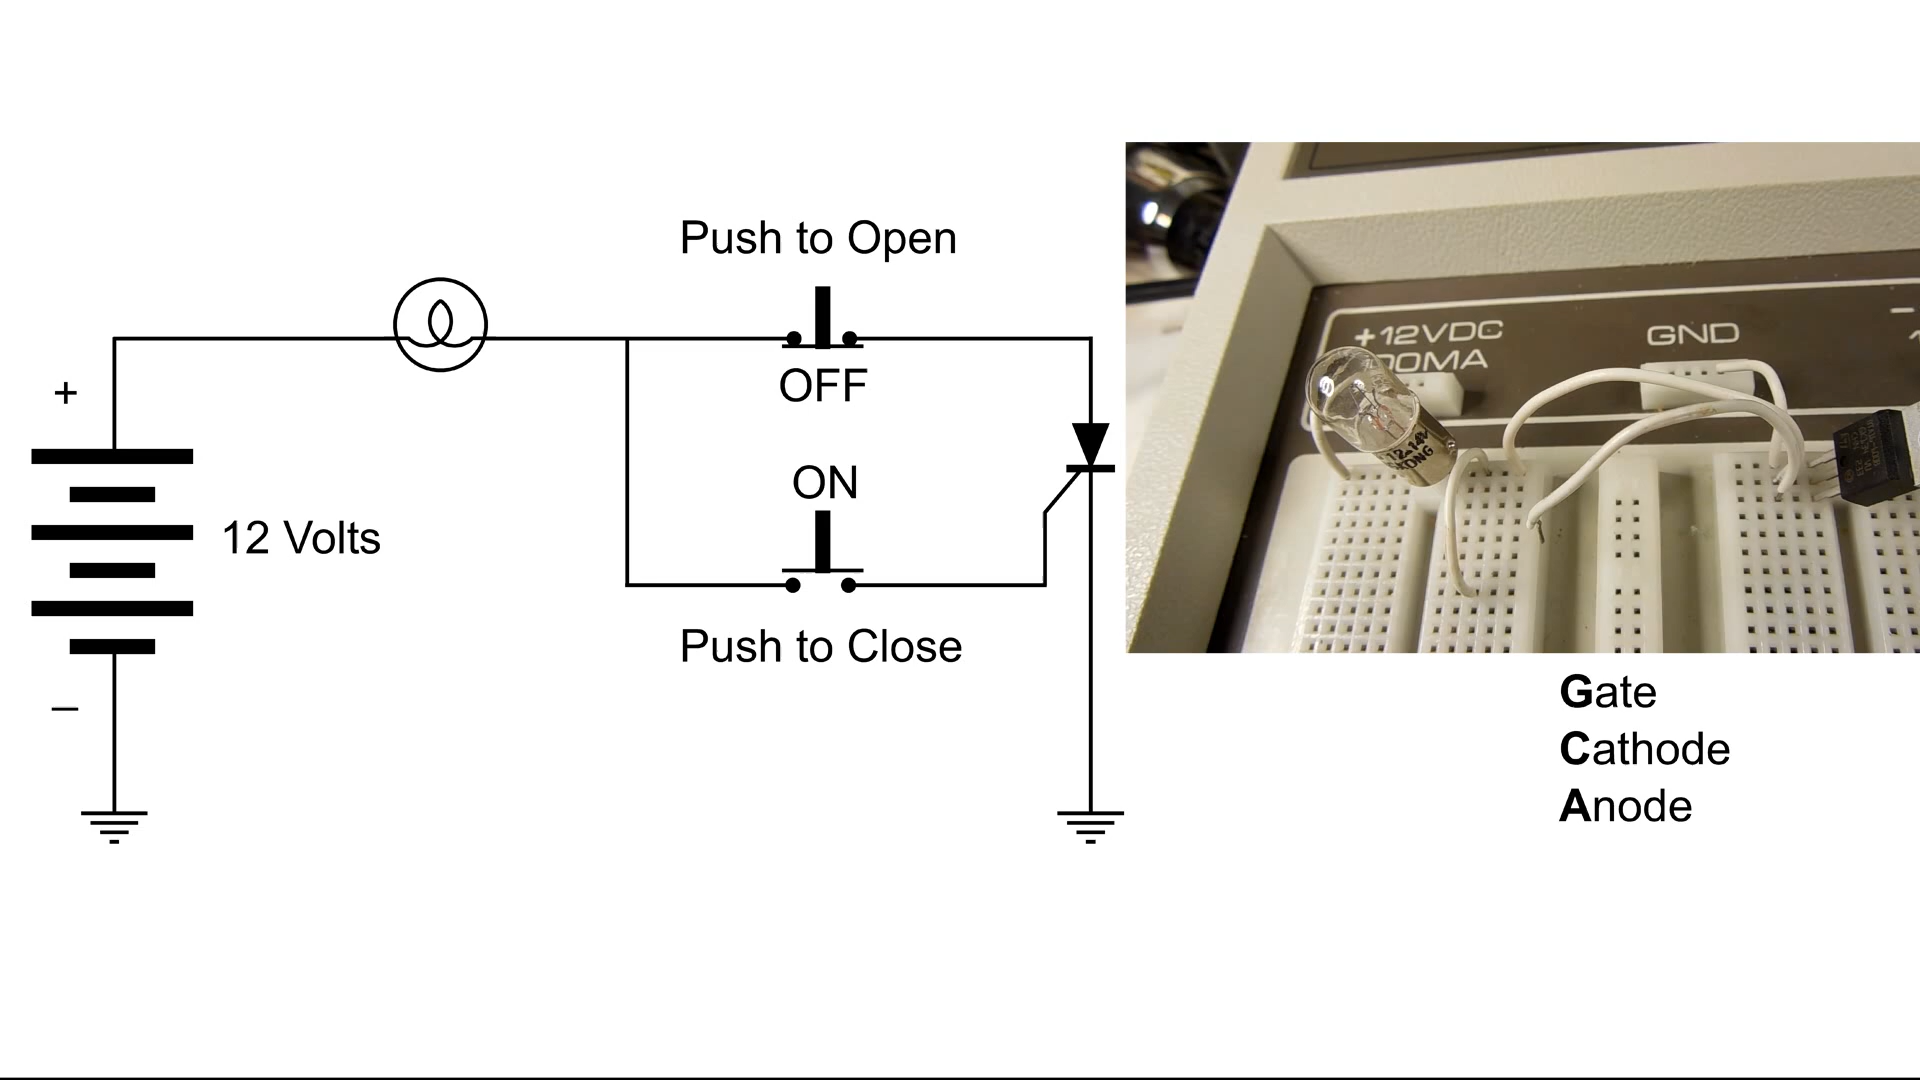 Push to Open
OFF
+
12 Volts
ON
Push to Close
–
+12VDC
GND
Gate
Cathode
Anode